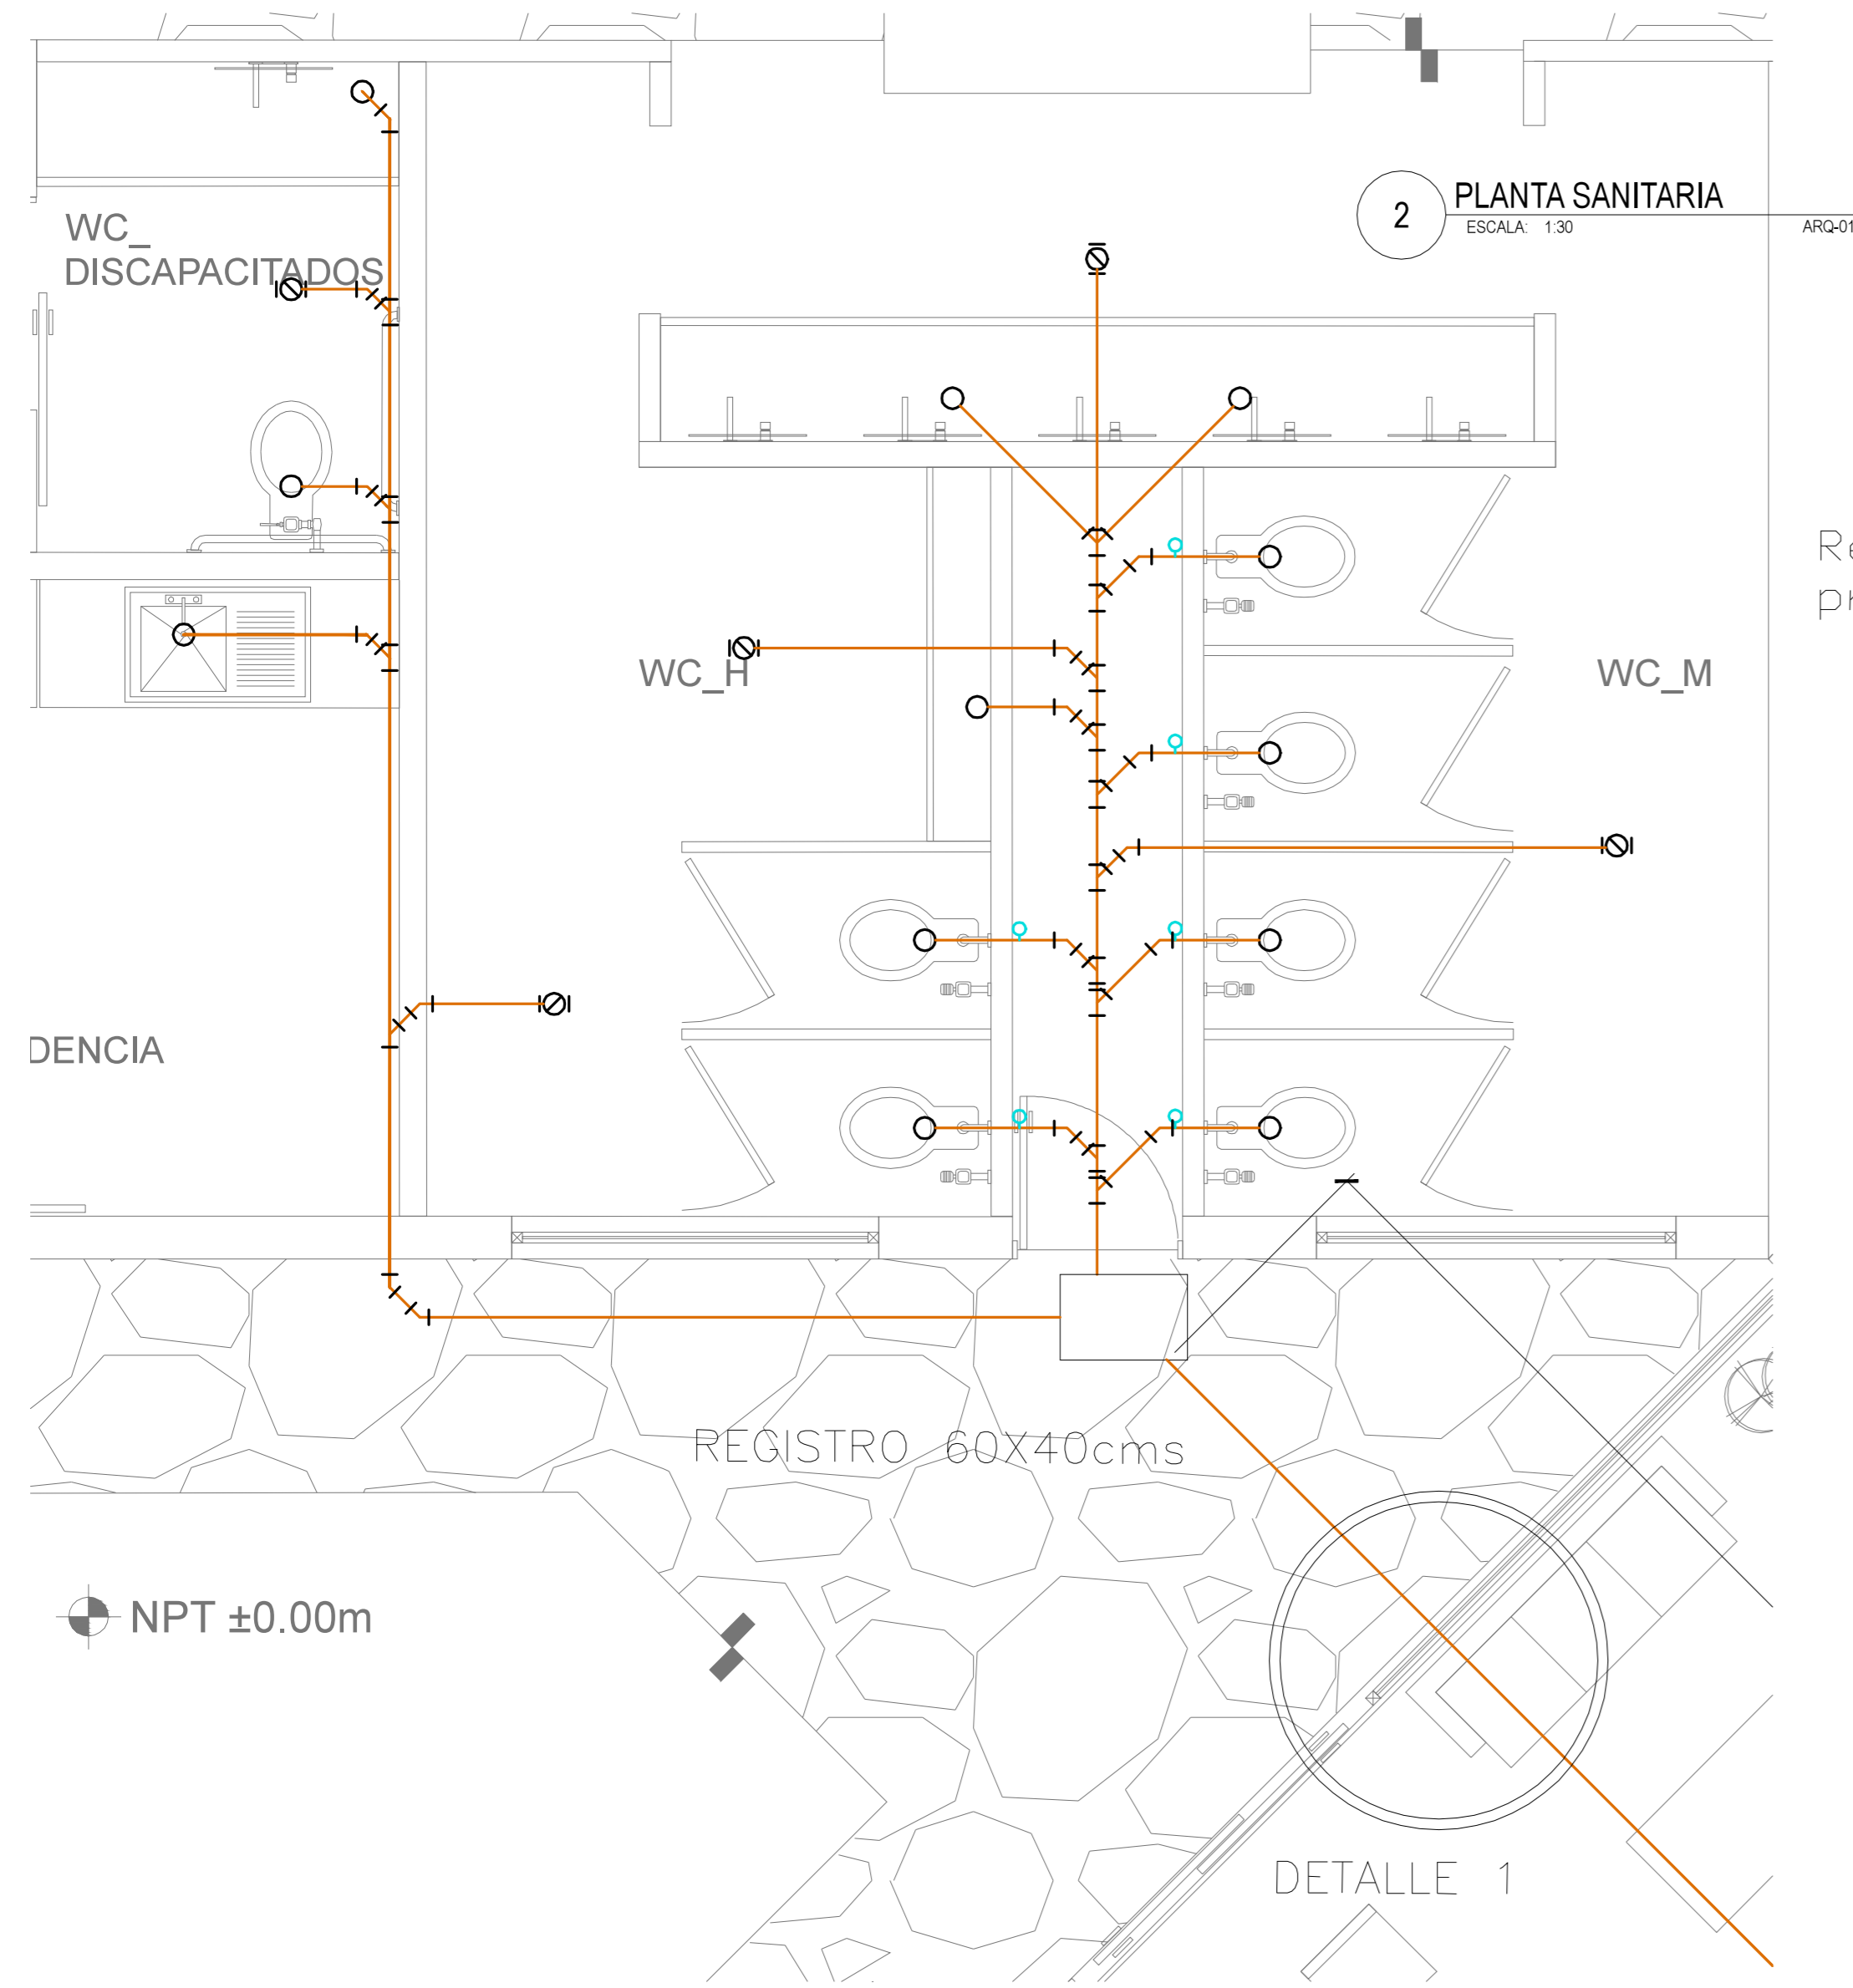 WC_
DISCAPACITADOS
2
PLANTA SANITARIA
ESCALA: 1:30
ARQ-01
WC_H
WC_M
DENCIA
REGISTRO 60X40cms
NPT ±0.00m
DETALLE 1